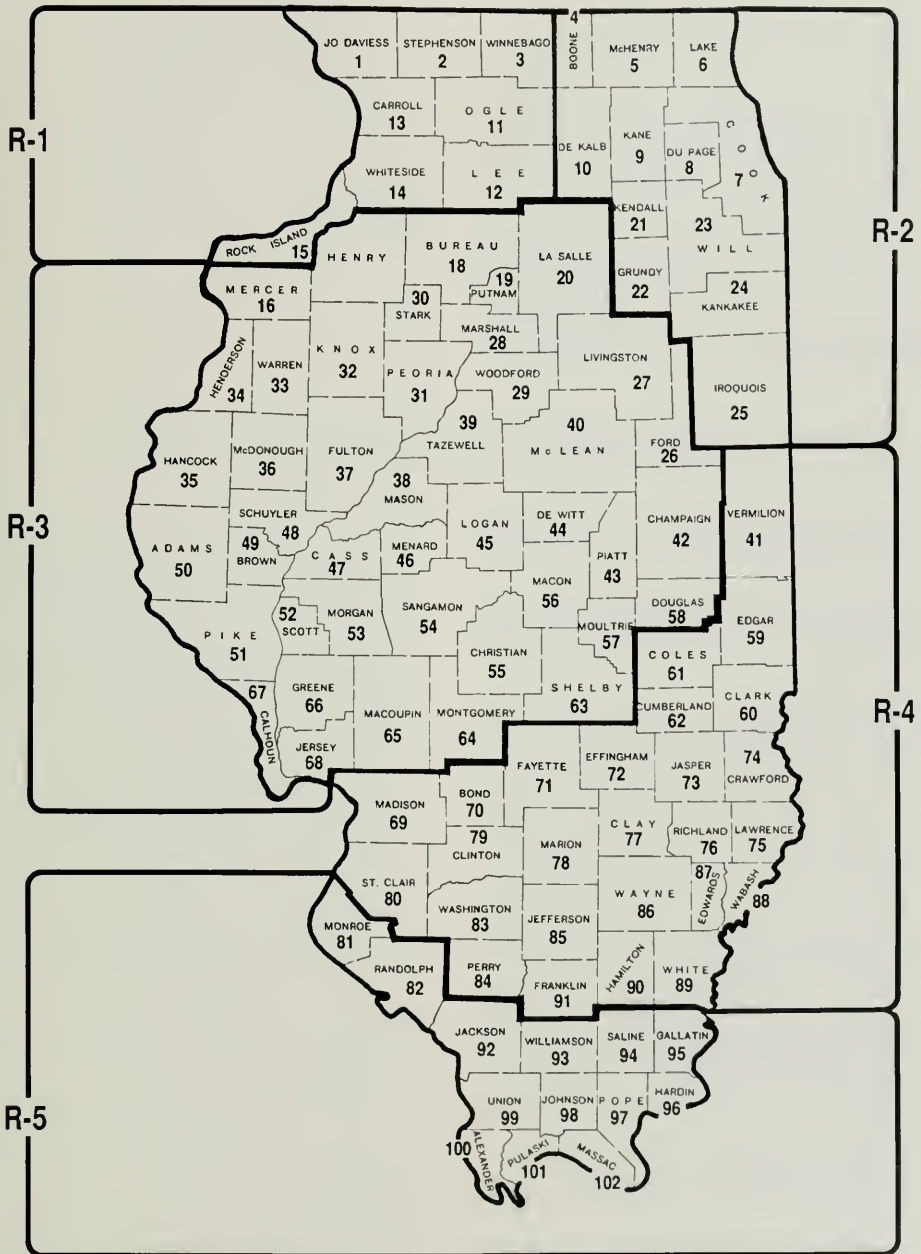 4
JO DAVIESS
1
STEPHENSON
2
WINNEBAGO
3
BOONE
McHENRY
5
LAKE
6
CARROLL
13
OGLE
11
R-1
DE KALB
10
KANE
9
DU PAGE
8
COOK
7
WHITESIDE
14
LEE
12
KENDALL
21
23
WILL
R-2
ROCK ISLAND
15
HENRY
BUREAU
18
19
PUTNAM
LA SALLE
20
GRUNDY
22
24
KANKAKEE
MERCER
16
30
STARK
MARSHALL
28
HENDERSON
34
WARREN
33
KNOX
32
PEORIA
31
WOODFORD
29
LIVINGSTON
27
IROQUOIS
25
39
TAZEWELL
40
McLEAN
FORD
26
HANCOCK
35
McDONOUGH
36
FULTON
37
38
MASON
R-3
SCHUYLER
48
49
BROWN
ADAMS
50
CASS
47
MENARD
46
LOGAN
45
DE WITT
44
PIATT
43
CHAMPAIGN
42
VERMILION
41
PIKE
51
52
SCOTT
MORGAN
53
SANGAMON
54
MACON
56
MOULTRIE
57
DOUGLAS
58
EDGAR
59
CHRISTIAN
55
COLES
61
67
CALHOUN
GREENE
66
MACOUPIN
65
MONTGOMERY
64
SHELBY
63
CUMBERLAND
62
CLARK
60
R-4
JERSEY
68
MADISON
69
BOND
70
FAYETTE
71
EFFINGHAM
72
JASPER
73
74
CRAWFORD
79
CLINTON
MARION
78
CLAY
77
RICHLAND
76
LAWRENCE
75
ST. CLAIR
80
WASHINGTON
83
JEFFERSON
85
WAYNE
86
87
EDWARDS
WABASH
88
MONROE
81
RANDOLPH
82
PERRY
84
FRANKLIN
91
HAMILTON
90
WHITE
89
R-5
JACKSON
92
WILLIAMSON
93
SALINE
94
GALLATIN
95
UNION
99
JOHNSON
98
POPE
97
HARDIN
96
100
ALEXANDER
PULASKI
101
MASSAC
102